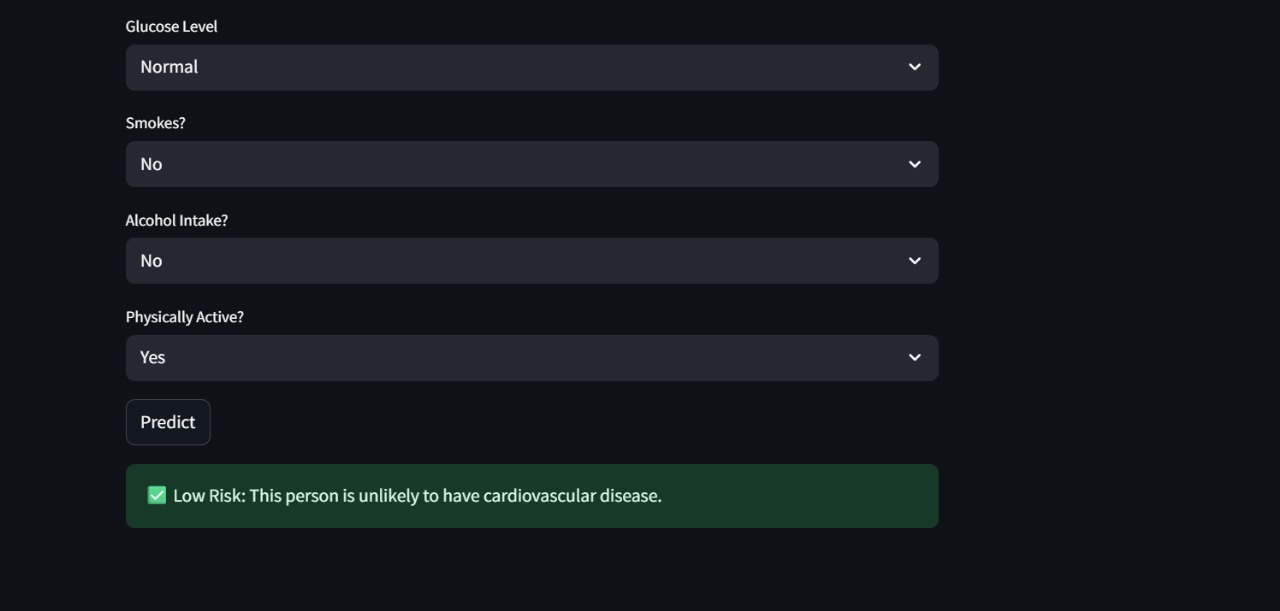 Glucose Level
Normal
Smokes?
No
Alcohol Intake?
No
Physically Active?
Yes
Predict
✅ Low Risk: This person is unlikely to have cardiovascular disease.